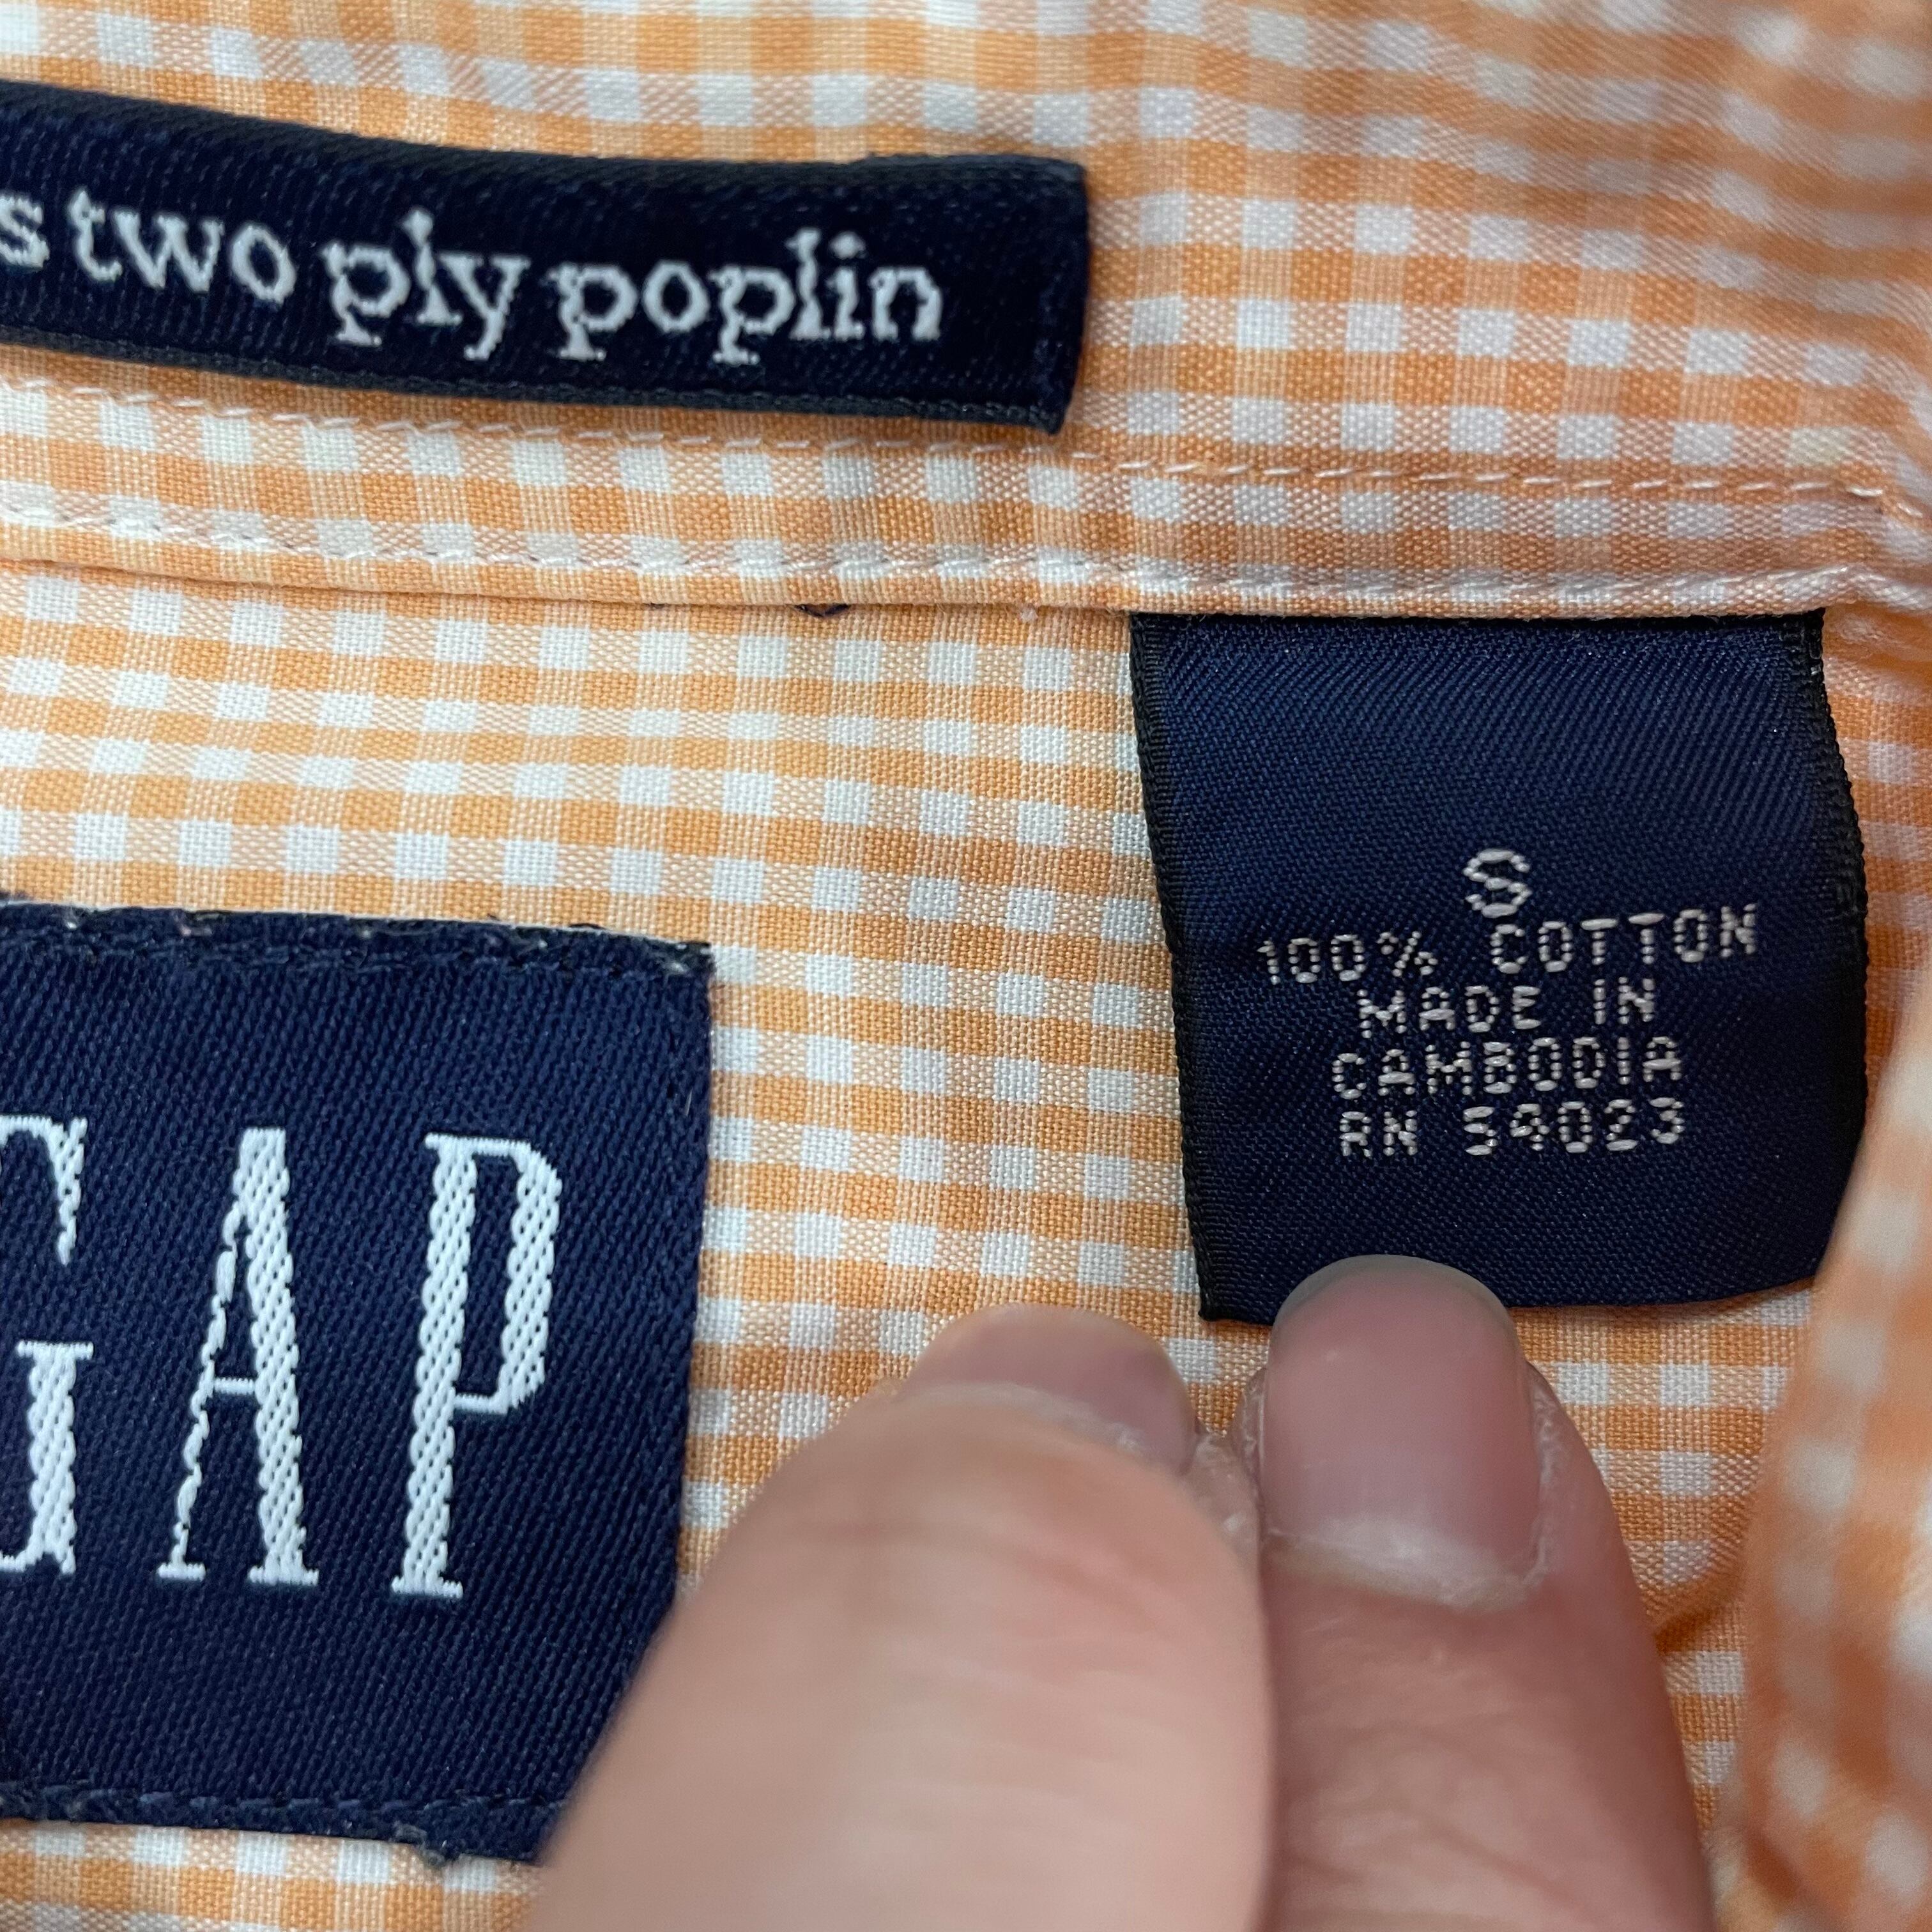 s two ply poplin
GAP
S
100% COTTON
MADE IN
CAMBODIA
RN 54023